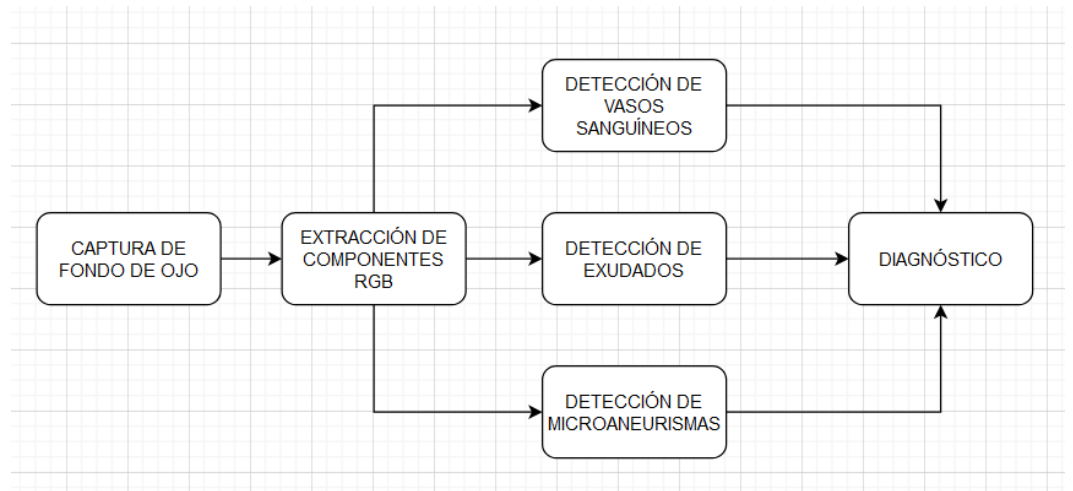 CAPTURA DE
FONDO DE OJO
EXTRACCIÓN DE
COMPONENTES
RGB
DETECCIÓN DE
VASOS
SANGUÍNEOS
DETECCIÓN DE
EXUDADOS
DETECCIÓN DE
MICROANEURISMAS
DIAGNÓSTICO